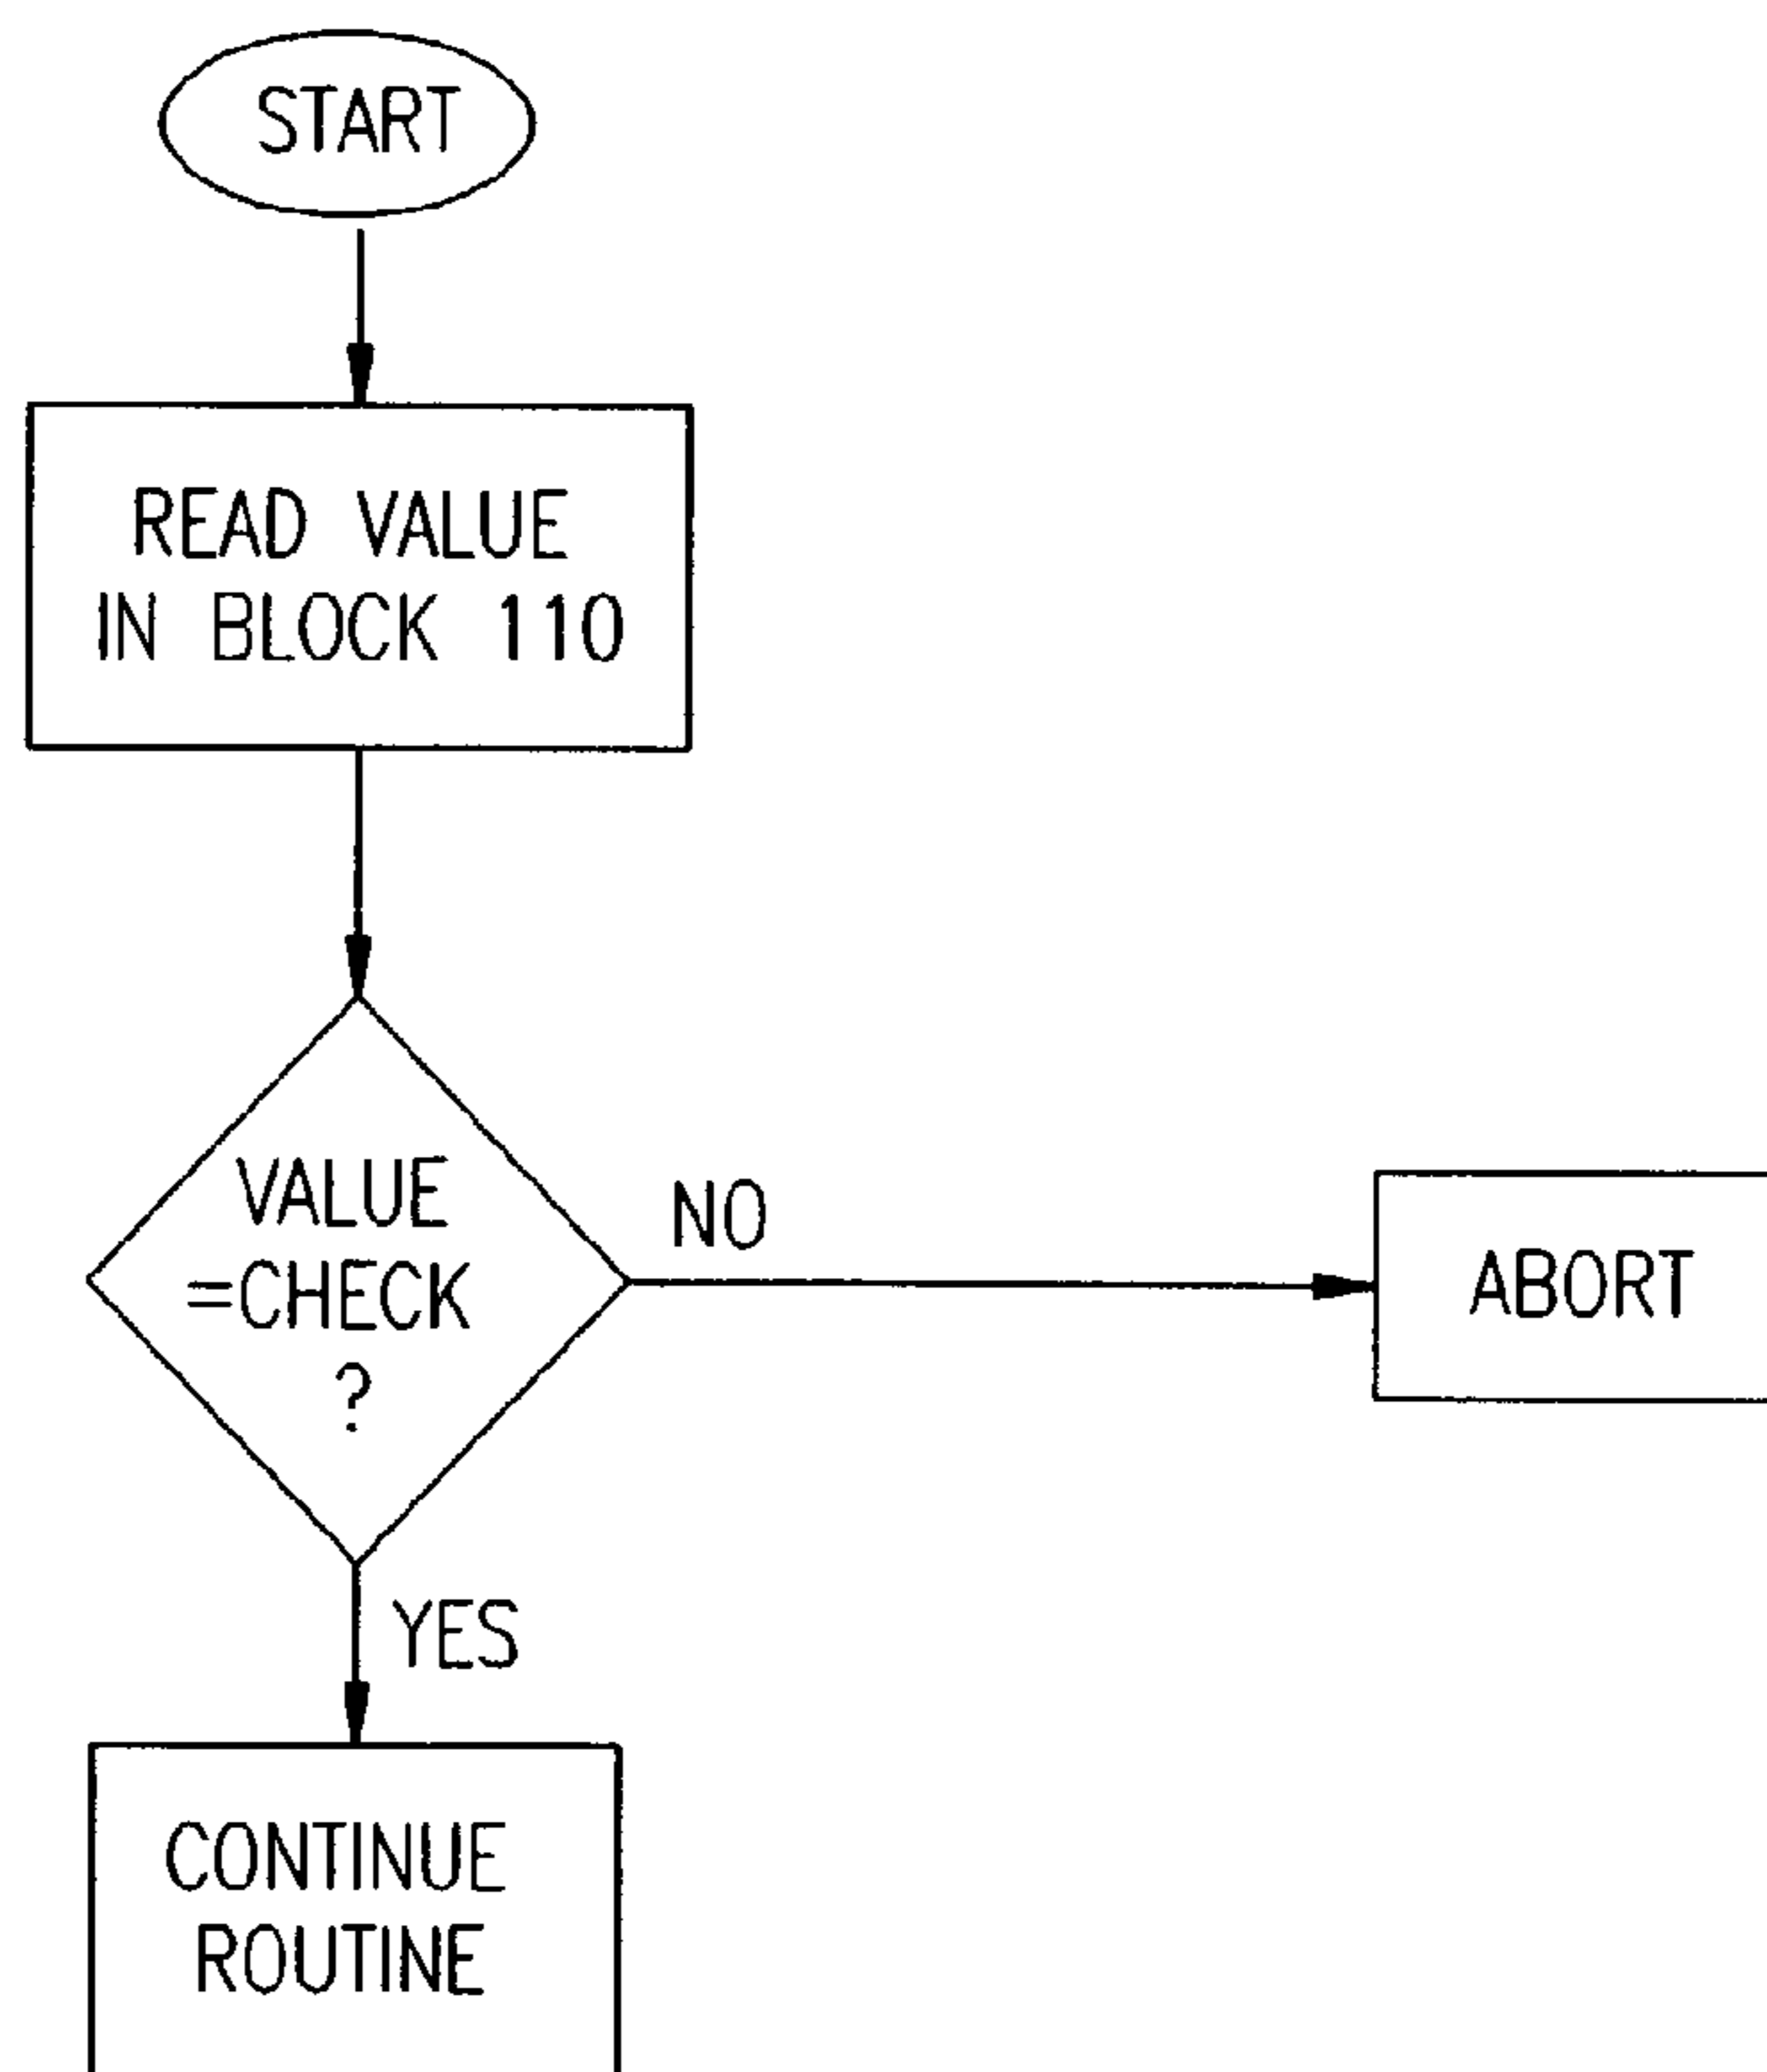 START
READ VALUE
IN BLOCK 110
VALUE
=CHECK
?
NO
ABORT
YES
CONTINUE
ROUTINE